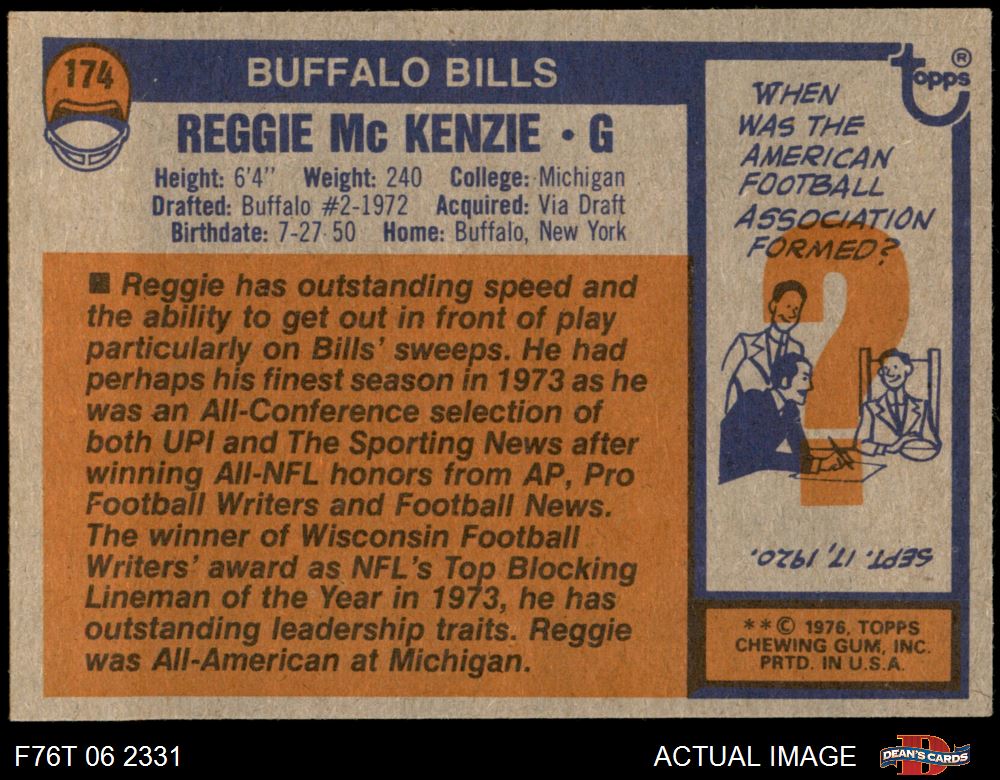 174
BUFFALO BILLS
REGGIE Mc KENZIE • G
Height: 6'4" Weight: 240 College: Michigan
Drafted: Buffalo #2-1972 Acquired: Via Draft
Birthdate: 7-27-50 Home: Buffalo, New York
■ Reggie has outstanding speed and
the ability to get out in front of play
particularly on Bills' sweeps. He had
perhaps his finest season in 1973 as he
was an All-Conference selection of
both UPI and The Sporting News after
winning All-NFL honors from AP, Pro
Football Writers and Football News.
The winner of Wisconsin Football
Writers' award as NFL's Top Blocking
Lineman of the Year in 1973, he has
outstanding leadership traits. Reggie
was All-American at Michigan.
Topps®
WHEN
WAS THE
AMERICAN
FOOTBALL
ASSOCIATION
FORMED?
?
SEPT. 17, 1920.
**© 1976, TOPPS
CHEWING GUM, INC.
PRTD. IN U.S.A.
F76T 06 2331
ACTUAL IMAGE
DEAN'S CARDS